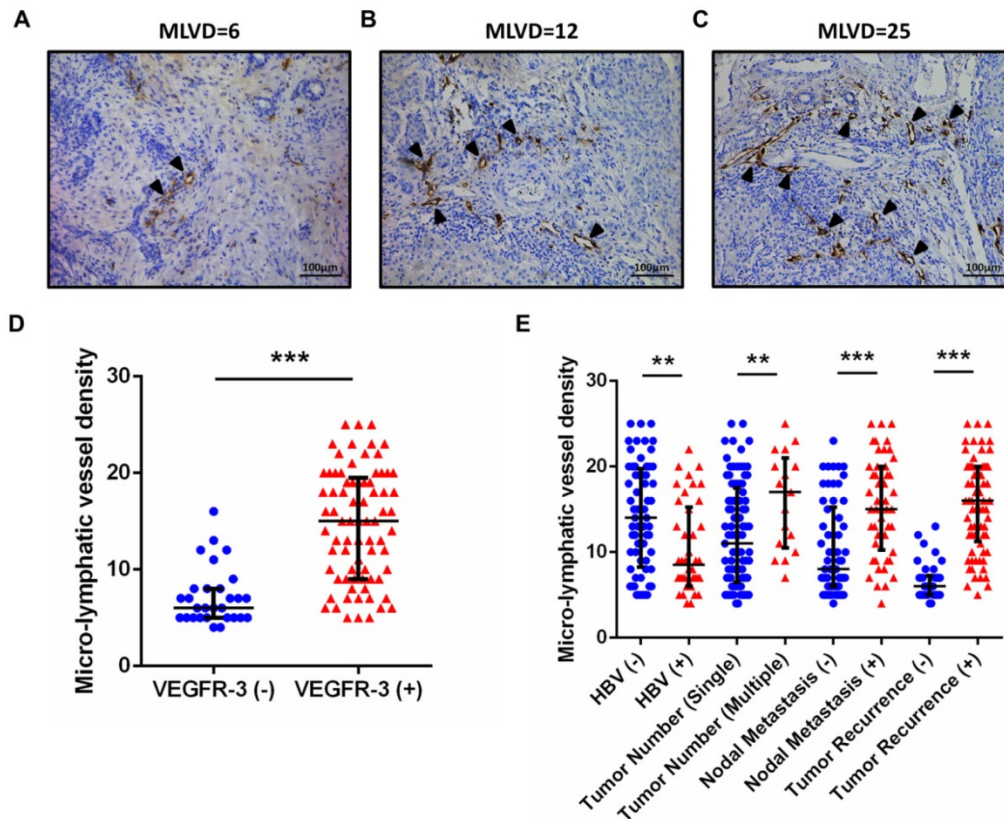 A
MLVD=6
B
MLVD=12
C
MLVD=25
100μm
100μm
100μm
D
Micro-lymphatic vessel density
30
20
10
0
***
VEGFR-3 (-)
VEGFR-3 (+)
E
Micro-lymphatic vessel density
30
20
10
0
**
**
***
***
HBV (-)
HBV (+)
Tumor Number (Single)
Tumor Number (Multiple)
Nodal Metastasis (-)
Nodal Metastasis (+)
Tumor Recurrence (-)
Tumor Recurrence (+)